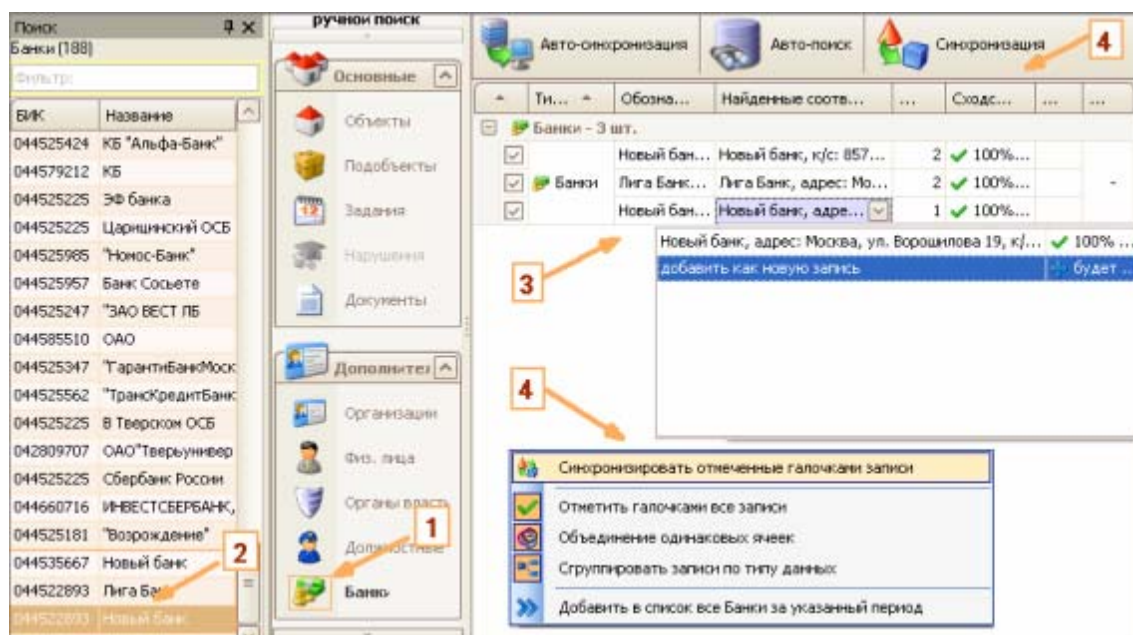 Поиск
Банки (188)
Фильтр:
БИК Название
044525424 КБ "Альфа-Банк"
044579212 КБ
044525225 ЭФ банка
044525225 Царицинский ОСБ
044525985 "Номос-Банк"
044525957 Банк Сосьете
044525247 "ЗАО ВЕСТ ЛБ
044585510 ОАО
044525347 "ГарантиБанкМоск
044525562 "ТрансКредитБанк
044525225 В Тверском ОСБ
042809707 ОАО"Тверьунивер
044525225 Сбербанк России
044660716 ИНВЕСТСБЕРБАНК,
044525181 "Возрождение"
044535667 Новый банк
044522893 Лига Ба
044522893 Новый банк
2
ручной поиск
Основные
Объекты
Подобъекты
Задания
Нарушения
Документы
Дополнител
Организации
Физ. лица
Органы власть
Должностные
Банки
1
Авто-синхронизация Авто-поиск Синхронизация
4
Ти... Обозна... Найденные соотв... ... Сходс... ... ...
Банки - 3 шт.
Новый бан... Новый банк, к/с: 857... 2 100%...
Банки Лига Банк... Лига Банк, адрес: Мо... 2 100%... -
Новый бан... Новый банк, адре... 1 100%...
Новый банк, адрес: Москва, ул. Ворошилова 19, к/... 100% ...
добавить как новую запись будет ...
3
4
Синхронизировать отмеченные галочками записи
Отметить галочками все записи
Объединение одинаковых ячеек
Сгруппировать записи по типу данных
Добавить в список все Банки за указанный период